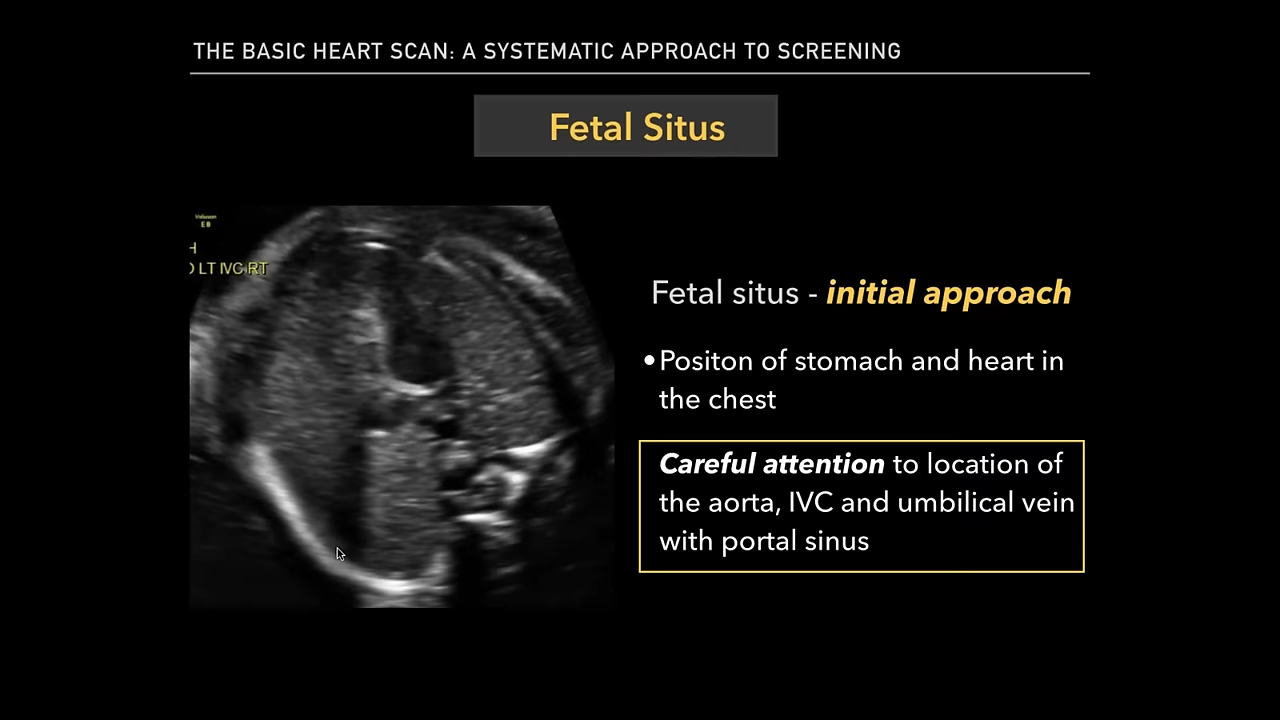 THE BASIC HEART SCAN: A SYSTEMATIC APPROACH TO SCREENING
Fetal Situs
Voluson
E8
H
LT IVC RT
Fetal situs - initial approach
•Positon of stomach and heart in
the chest
Careful attention to location of
the aorta, IVC and umbilical vein
with portal sinus